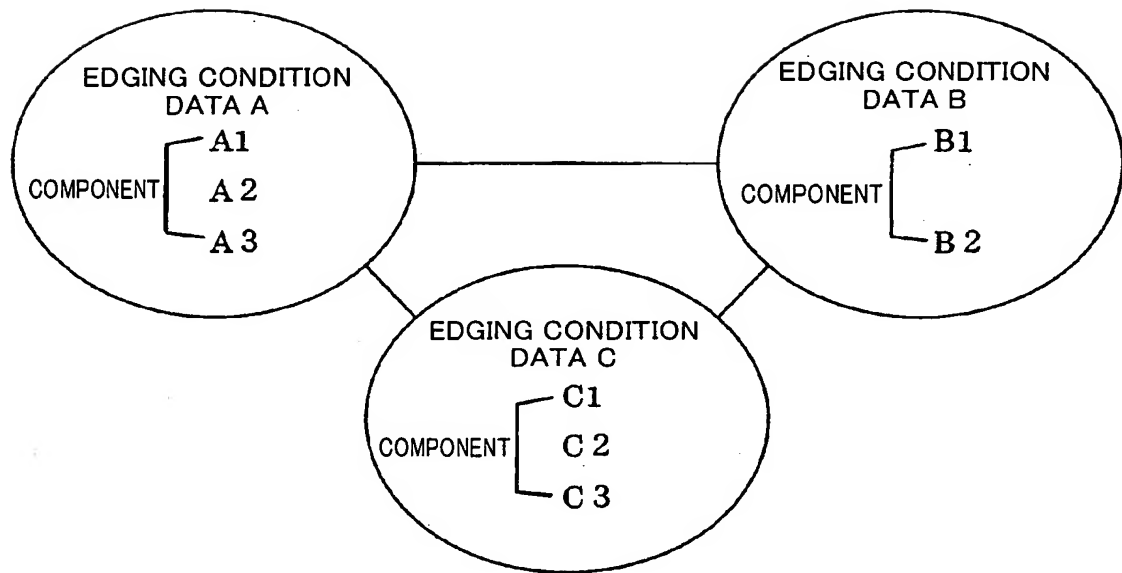 EDGING CONDITION
DATA A
A1
COMPONENT
A2
A3
EDGING CONDITION
DATA B
B1
COMPONENT
B2
EDGING CONDITION
DATA C
C1
COMPONENT
C2
C3